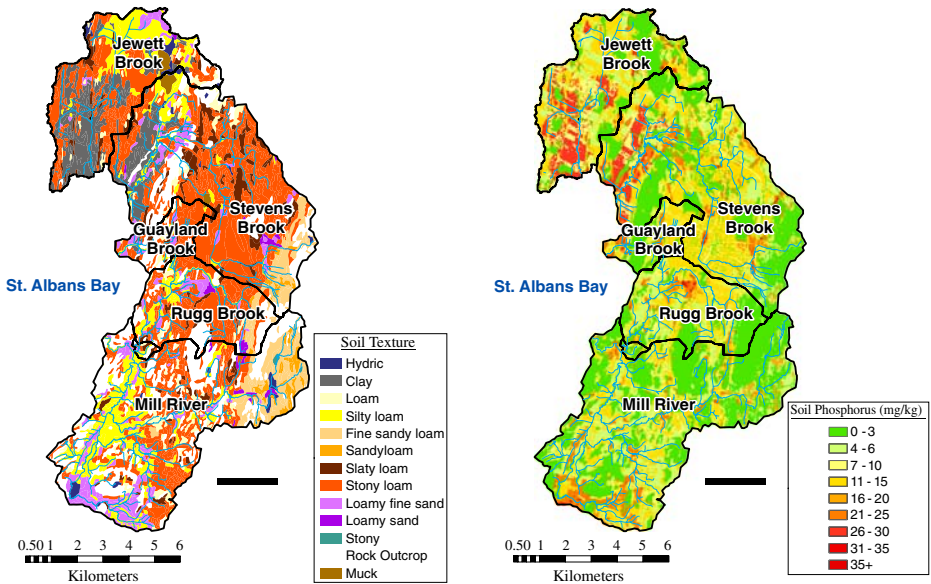 Jewett
Brook
Stevens
Brook
Guayland
Brook
St. Albans Bay
Rugg Brook
Mill River
Soil Texture
Hydric
Clay
Loam
Silty loam
Fine sandy loam
Sandyloam
Slaty loam
Stony loam
Loamy fine sand
Loamy sand
Stony
Rock Outcrop
Muck
0.50 1 2 3 4 5 6
Kilometers
Jewett
Brook
Stevens
Brook
Guayland
Brook
St. Albans Bay
Rugg Brook
Mill River
Soil Phosphorus (mg/kg)
0 - 3
4 - 6
7 - 10
11 - 15
16 - 20
21 - 25
26 - 30
31 - 35
35+
0.50 1 2 3 4 5 6
Kilometers